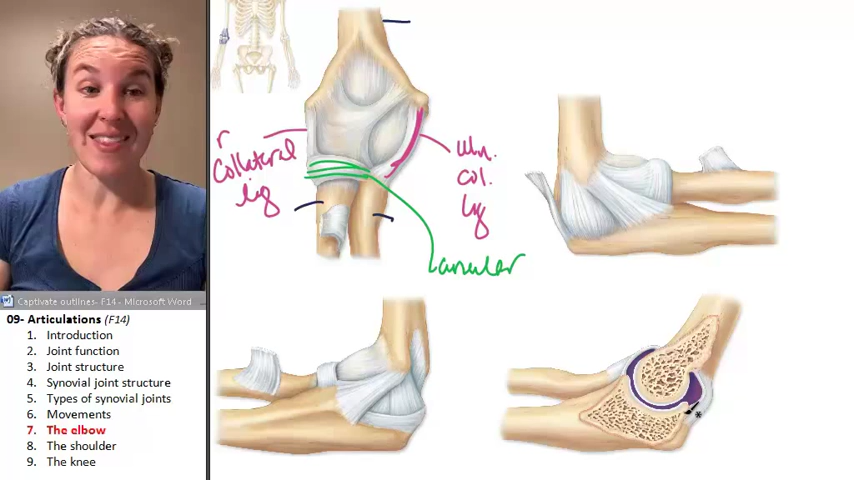 r
Collateral
lig
uln.
col.
lig
anular
Captivate outlines- F14 - Microsoft Word
09- Articulations (F14)
1. Introduction
2. Joint function
3. Joint structure
4. Synovial joint structure
5. Types of synovial joints
6. Movements
7. The elbow
8. The shoulder
9. The knee
*